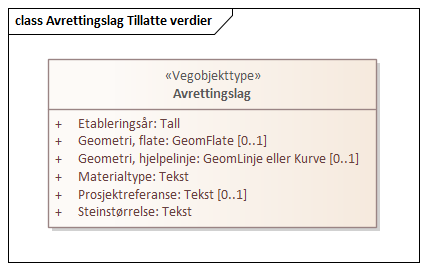 class Avrettingslag Tillatte verdier
«Vegobjekttype»
Avrettingslag
+ Etableringsår: Tall
+ Geometri, flate: GeomFlate [0..1]
+ Geometri, hjelpelinje: GeomLinje eller Kurve [0..1]
+ Materialtype: Tekst
+ Prosjektreferanse: Tekst [0..1]
+ Steinstørrelse: Tekst